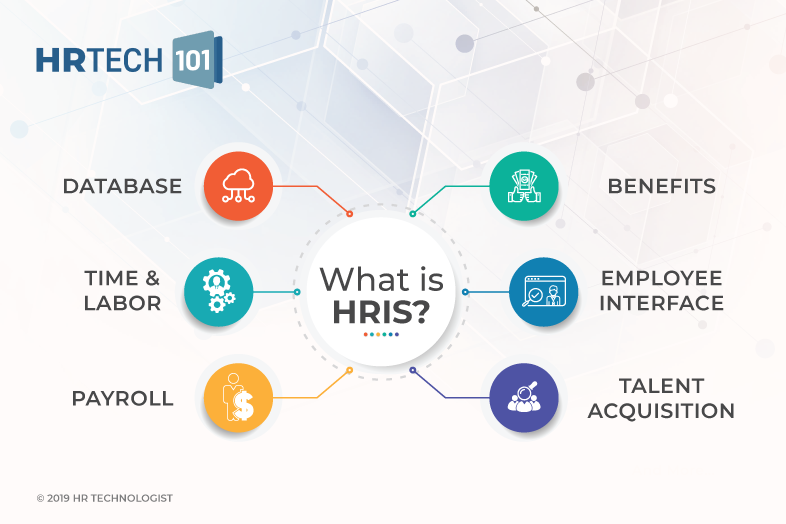 HRTECH 101
DATABASE
BENEFITS
What is
HRIS?
TIME &
LABOR
EMPLOYEE
INTERFACE
PAYROLL
TALENT
ACQUISITION
© 2019 HR TECHNOLOGIST